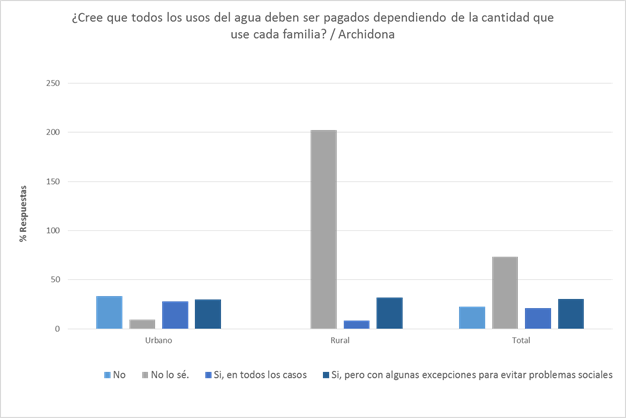 ¿Cree que todos los usos del agua deben ser pagados dependiendo de la cantidad que
use cada familia? / Archidona
250
200
150
100
50
0
% Respuestas
Urbano Rural Total
No No lo sé. Si, en todos los casos Si, pero con algunas excepciones para evitar problemas sociales